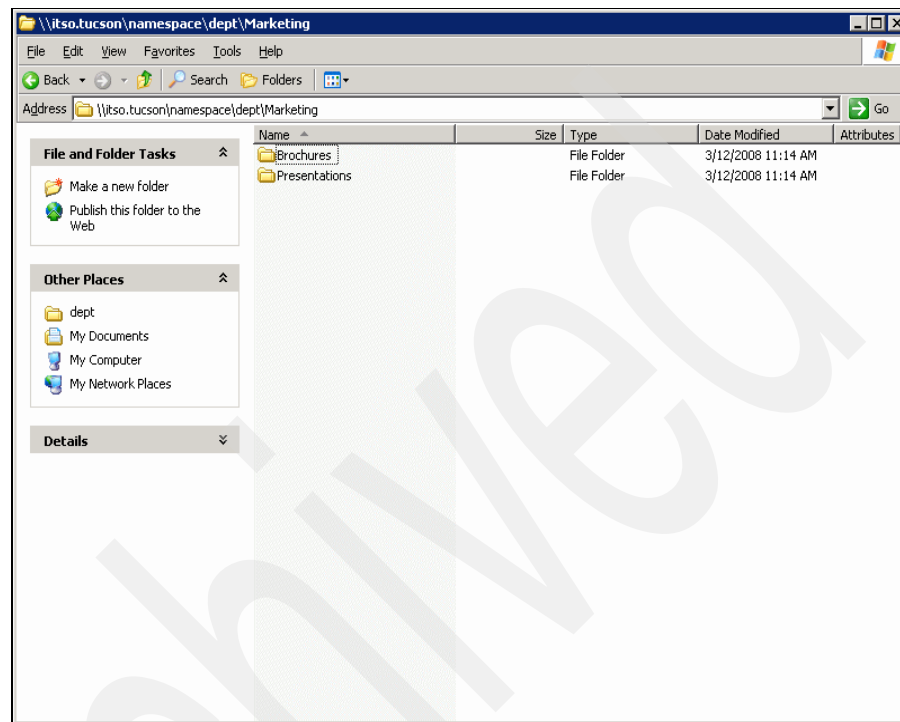 \\itso.tucson\namespace\dept\Marketing
File Edit View Favorites Tools Help
Back Search Folders
Address \\itso.tucson\namespace\dept\Marketing Go
Name Size Type Date Modified Attributes
File and Folder Tasks
Make a new folder
Publish this folder to the
Web
Other Places
dept
My Documents
My Computer
My Network Places
Details
Brochures File Folder 3/12/2008 11:14 AM
Presentations File Folder 3/12/2008 11:14 AM
hived